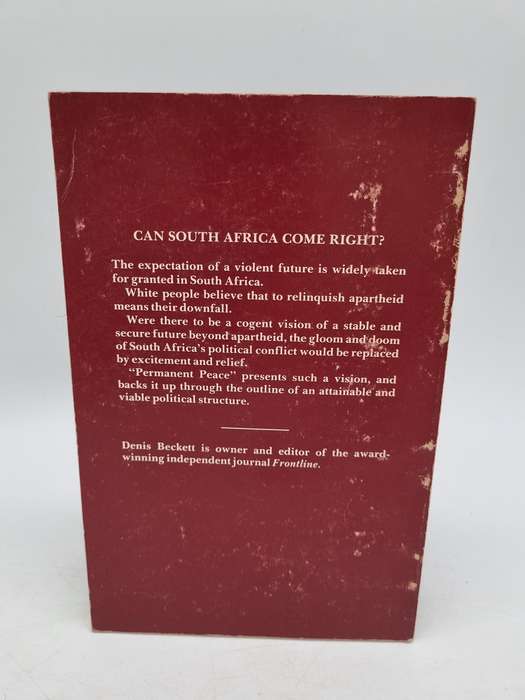 CAN SOUTH AFRICA COME RIGHT?
The expectation of a violent future is widely taken
for granted in South Africa.
White people believe that to relinquish apartheid
means their downfall.
Were there to be a cogent vision of a stable and
secure future beyond apartheid, the gloom and doom
of South Africa's political conflict would be replaced
by excitement and relief.
"Permanent Peace" presents such a vision, and
backs it up through the outline of an attainable and
viable political structure.
Denis Beckett is owner and editor of the award-
winning independent journal Frontline.